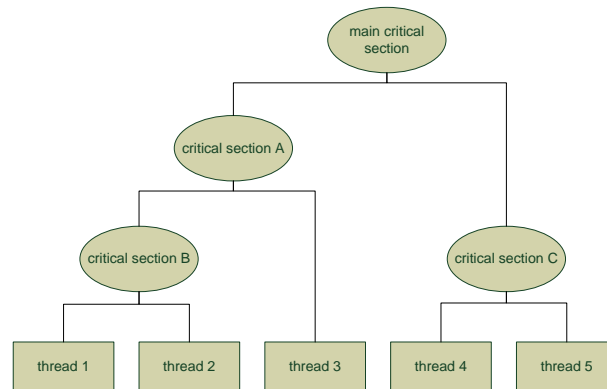 main critical
section
critical section A
critical section B
critical section C
thread 1
thread 2
thread 3
thread 4
thread 5